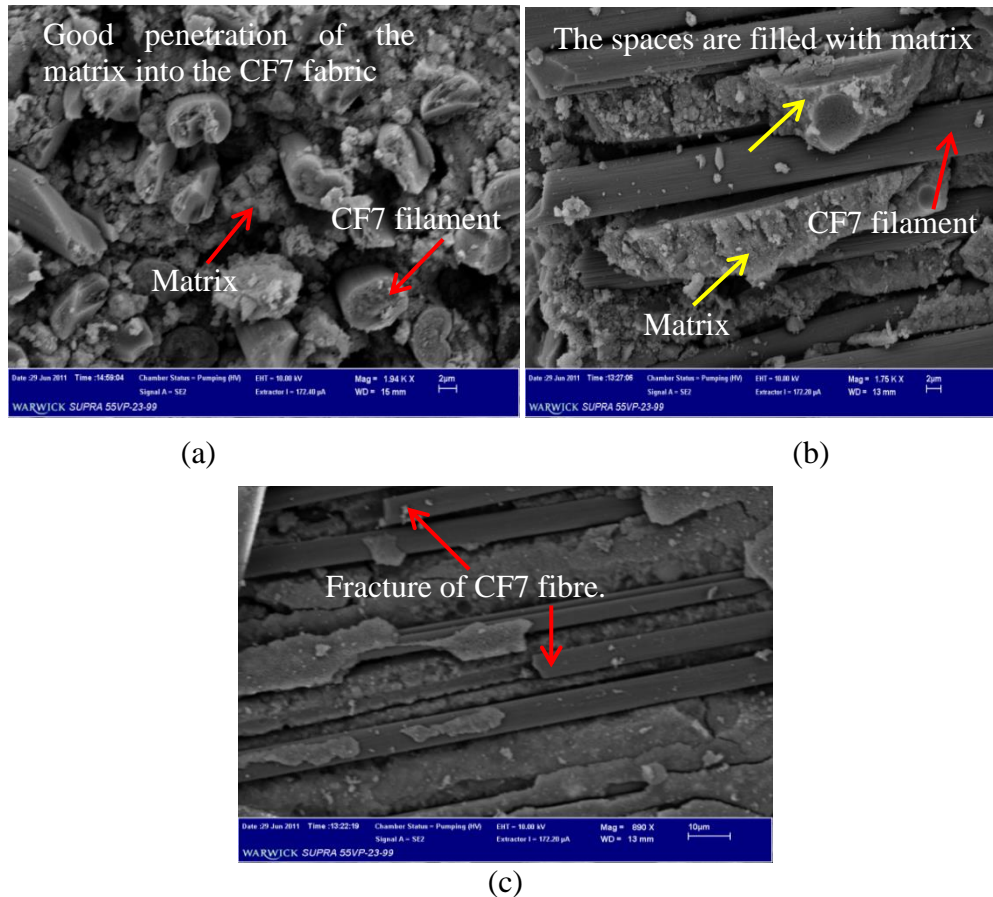 Good penetration of the
matrix into the CF7 fabric
CF7 filament
Matrix
Date :29 Jun 2011 Time :14:59:04 Chamber Status = Pumping (HV) EHT = 10.00 kV Mag = 1.94 K X 2µm
Signal A = SE2 Extractor I = 172.40 µA WD = 15 mm
WARWICK SUPRA 55VP-23-99
(a)
The spaces are filled with matrix
CF7 filament
Matrix
Date :29 Jun 2011 Time :13:27:06 Chamber Status = Pumping (HV) EHT = 10.00 kV Mag = 1.75 K X 2µm
Signal A = SE2 Extractor I = 172.20 µA WD = 13 mm
WARWICK SUPRA 55VP-23-99
(b)
Fracture of CF7 fibre.
Date :29 Jun 2011 Time :13:22:19 Chamber Status = Pumping (HV) EHT = 10.00 kV Mag = 890 X 10µm
Signal A = SE2 Extractor I = 172.20 µA WD = 13 mm
WARWICK SUPRA 55VP-23-99
(c)